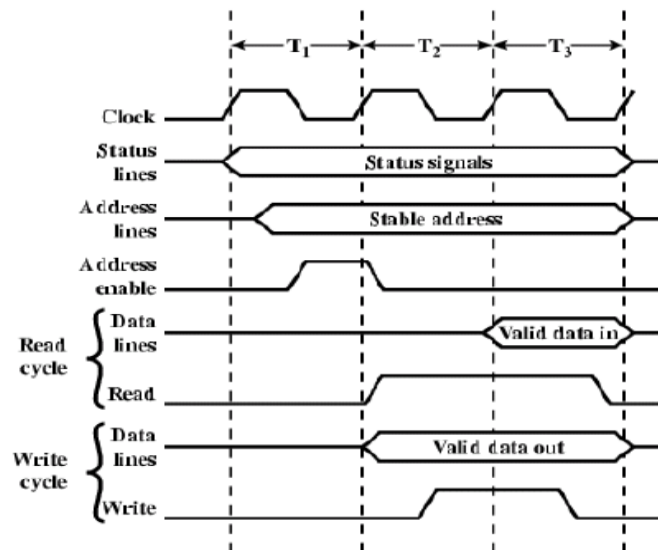 T1 T2 T3
Clock
Status
lines
Status signals
Address
lines
Stable address
Address
enable
Read
cycle
Data
lines
Valid data in
Read
Write
cycle
Data
lines
Valid data out
Write